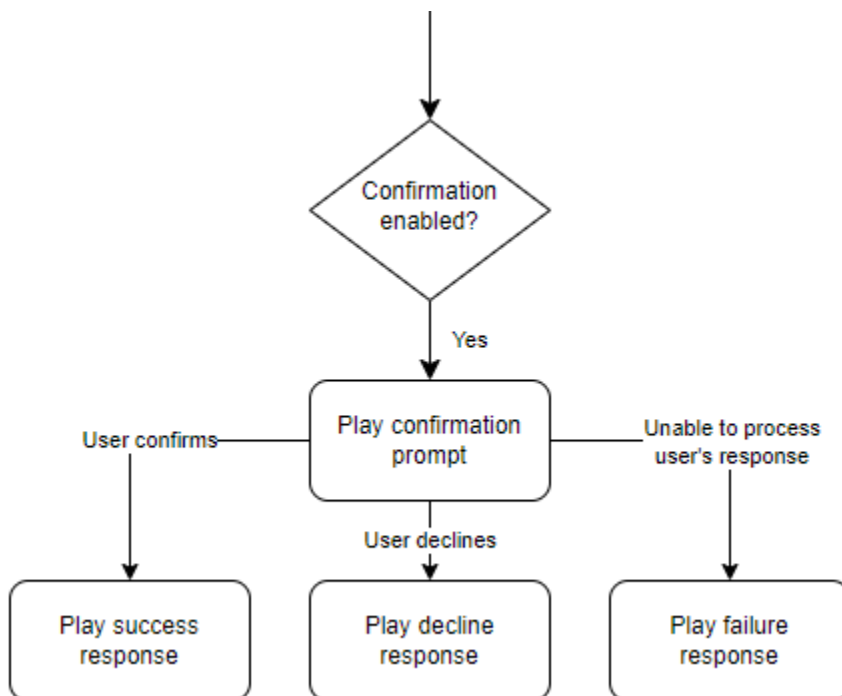 Confirmation
enabled?
Yes
Play confirmation
prompt
User confirms
Unable to process
user's response
User declines
Play success
response
Play decline
response
Play failure
response